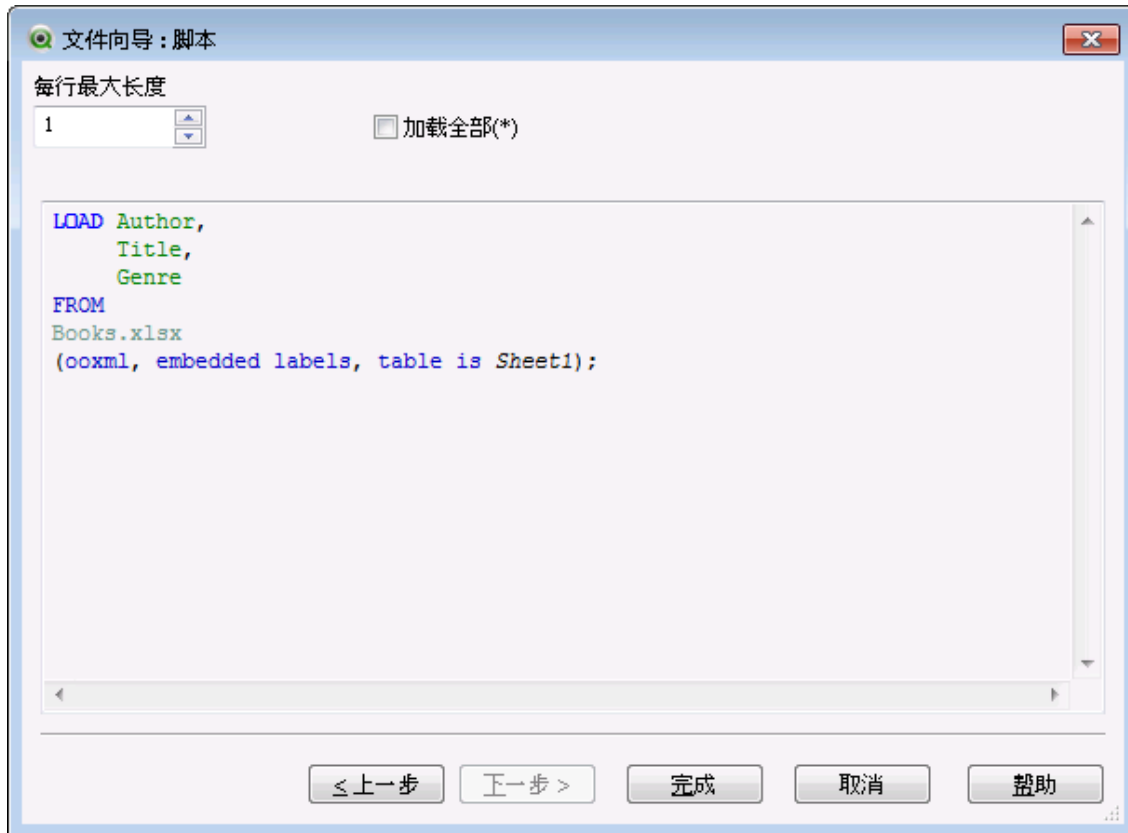 文件向导：脚本
每行最大长度
1
加载全部(*)
LOAD Author,
     Title,
     Genre
FROM
Books.xlsx
(ooxml, embedded labels, table is Sheet1);
< 上一步
下一步 >
完成
取消
帮助